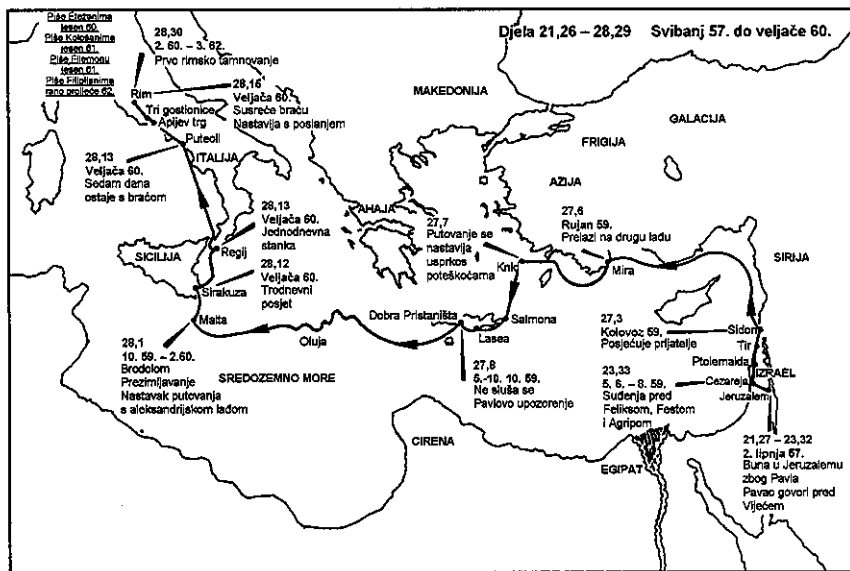 Djela 21,26 – 28,29    Svibanj 57. do veljače 60.
Piše Efežanima
jesen 60.
Piše Kološanima
jesen 61.
Piše Filemonu
jesen 61.
Piše Filipljanima
rano proljeće 62.
28,30
2. 60. – 3. 62.
Prvo rimsko tamnovanje
Rim
28,15
Veljača 60.
Susreće braću
Nastavlja s poslanjem
Tri gostionice
Apijev trg
Puteoli
ITALIJA
28,13
Veljača 60.
Sedam dana
ostaje s braćom
28,13
Veljača 60.
Jednodnevna
stanka
Regij
SICILIJA
28,12
Veljača 60.
Trodnevni
posjet
Sirakuza
Malta
28,1
10. 59. – 2.60.
Brodolom
Prezimljavanje
Nastavak putovanja
s aleksandrijskom lađom
Oluja
SREDOZEMNO MORE
MAKEDONIJA
AHAJA
GALACIJA
FRIGIJA
AZIJA
27,7
Putovanje se
nastavlja
usprkos
poteškoćama
Knid
27,6
Rujan 59.
Prelazi na drugu lađu
Mira
SIRIJA
Dobra Pristaništa
Salmona
Lasea
27,8
5.-10. 10. 59.
Ne sluša se
Pavlovo upozorenje
27,3
Kolovoz 59.
Posjećuje prijatelje
Sidon
Tir
Ptolemaida
IZRAEL
Cezareja
Jeruzalem
23,33
5. 6. – 8. 59.
Suđenja pred
Feliksom, Festom
i Agripom
21,27 – 23,32
2. lipnja 57.
Buna u Jeruzalemu
zbog Pavla
Pavao govori pred
Vijećem
CIRENA
EGIPAT